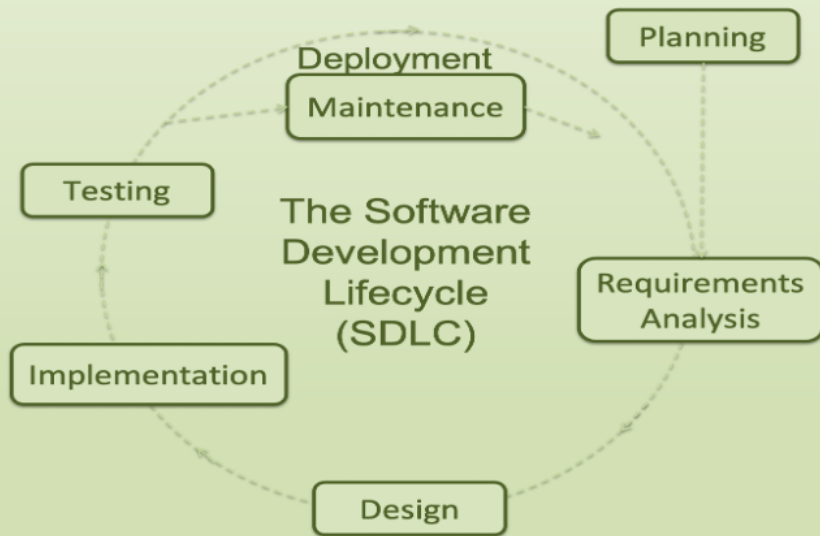 Planning
Deployment
Maintenance
Testing
The Software
Development
Lifecycle
(SDLC)
Requirements
Analysis
Implementation
Design